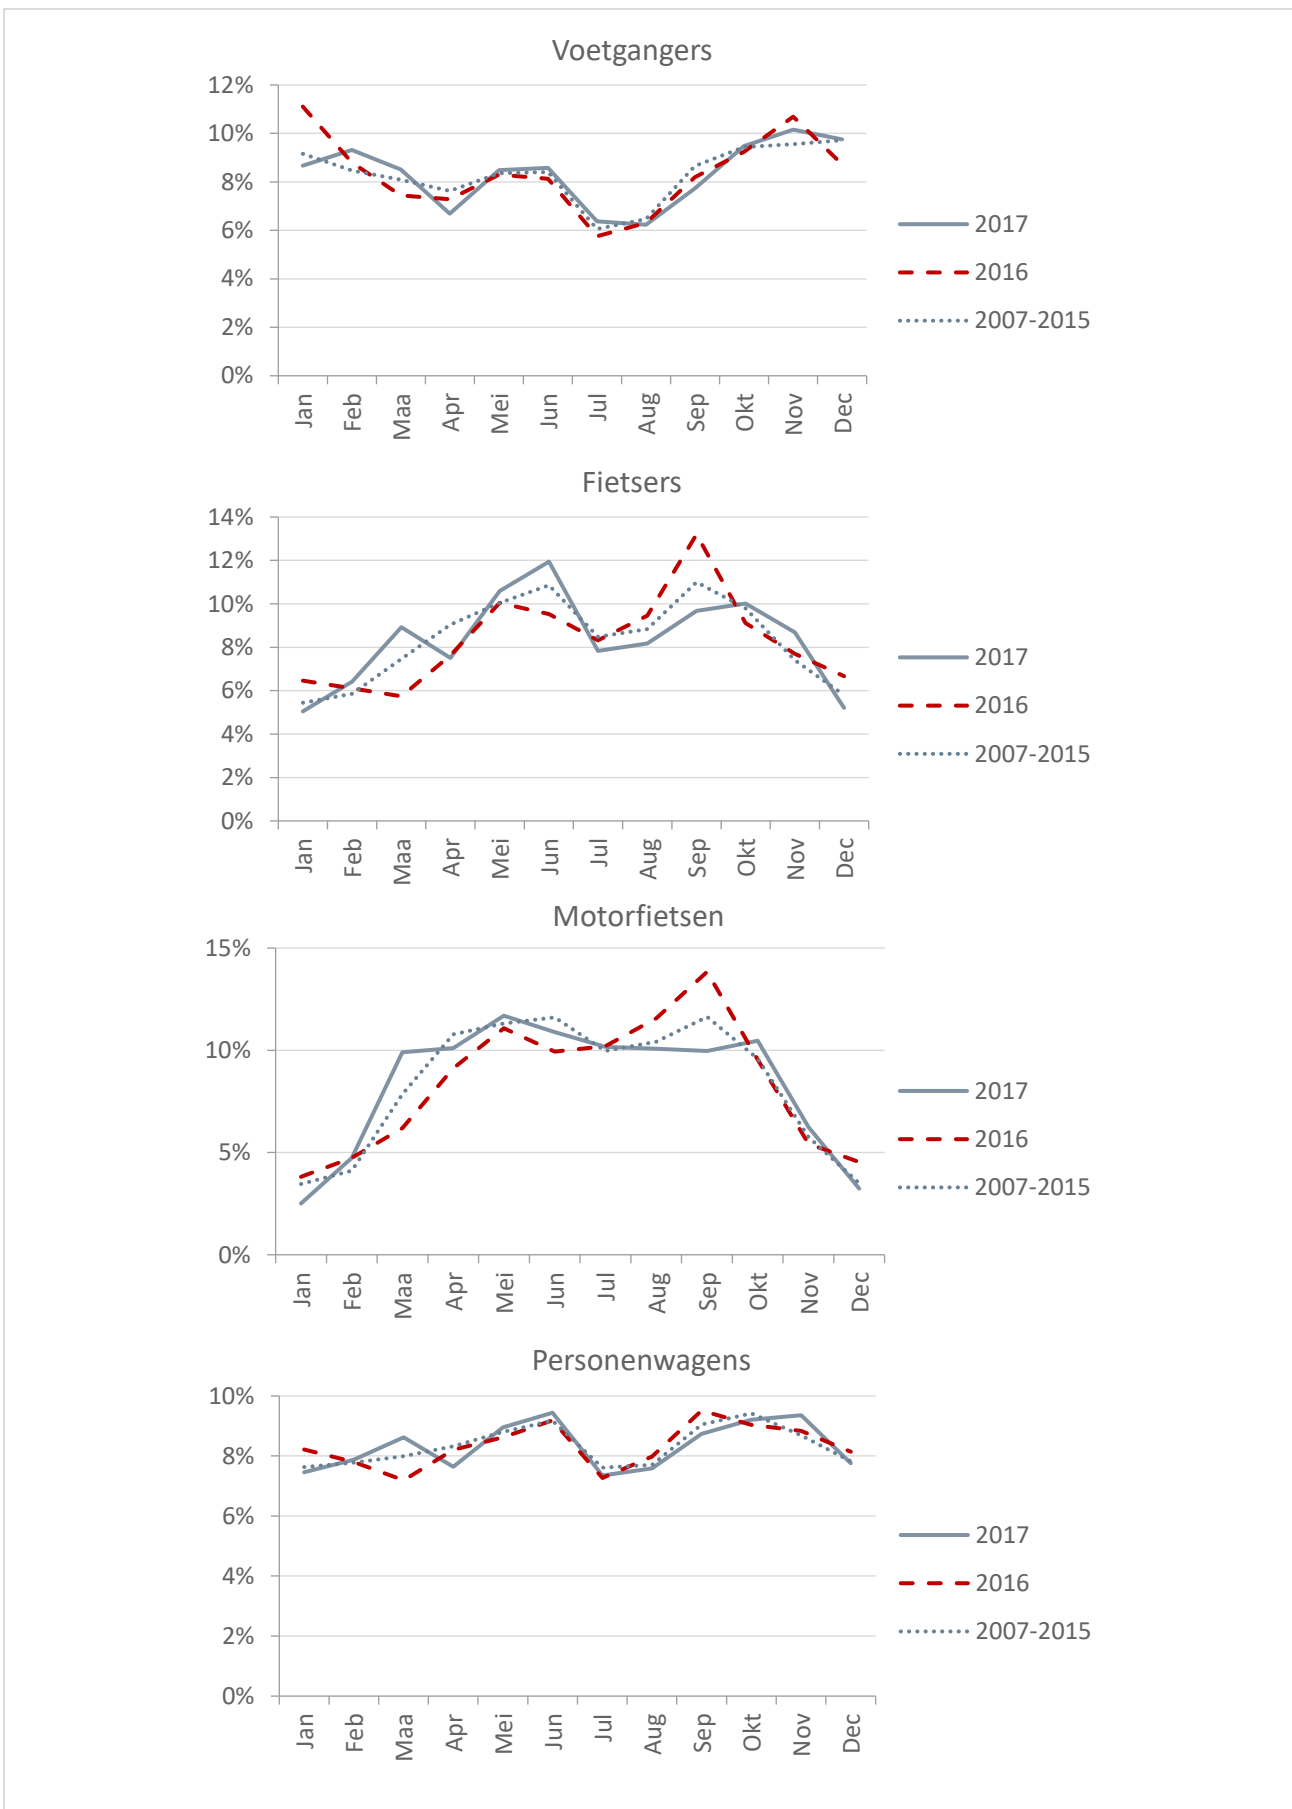 Voetgangers
12%
10%
8%
6%
4%
2%
0%
Jan
Feb
Maa
Apr
Mei
Jun
Jul
Aug
Sep
Okt
Nov
Dec
2017
2016
2007-2015
Fietsers
14%
12%
10%
8%
6%
4%
2%
0%
Jan
Feb
Maa
Apr
Mei
Jun
Jul
Aug
Sep
Okt
Nov
Dec
2017
2016
2007-2015
Motorfietsen
15%
10%
5%
0%
Jan
Feb
Maa
Apr
Mei
Jun
Jul
Aug
Sep
Okt
Nov
Dec
2017
2016
2007-2015
Personenwagens
10%
8%
6%
4%
2%
0%
Jan
Feb
Maa
Apr
Mei
Jun
Jul
Aug
Sep
Okt
Nov
Dec
2017
2016
2007-2015